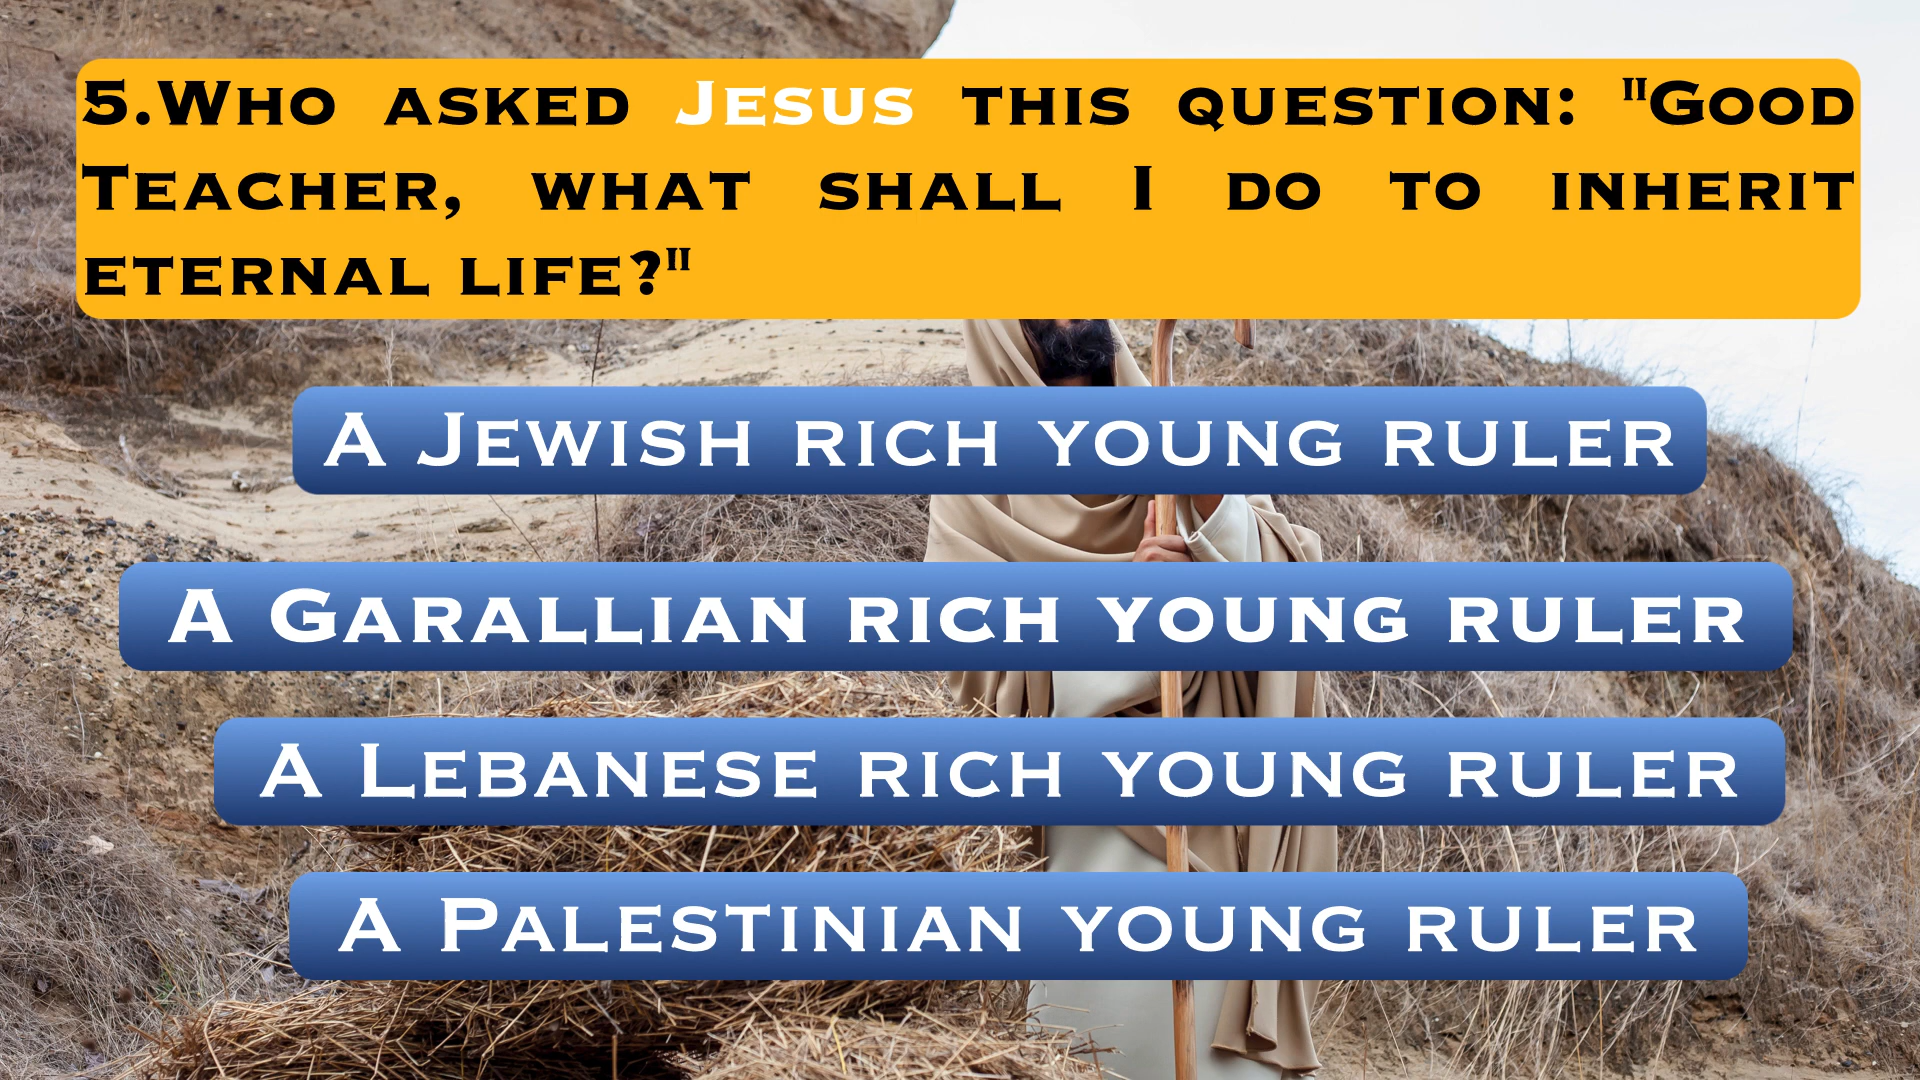 5.Who asked Jesus this question: "Good
Teacher, what shall I do to inherit
eternal life?"
A Jewish rich young ruler
A Garallian rich young ruler
A Lebanese rich young ruler
A Palestinian young ruler